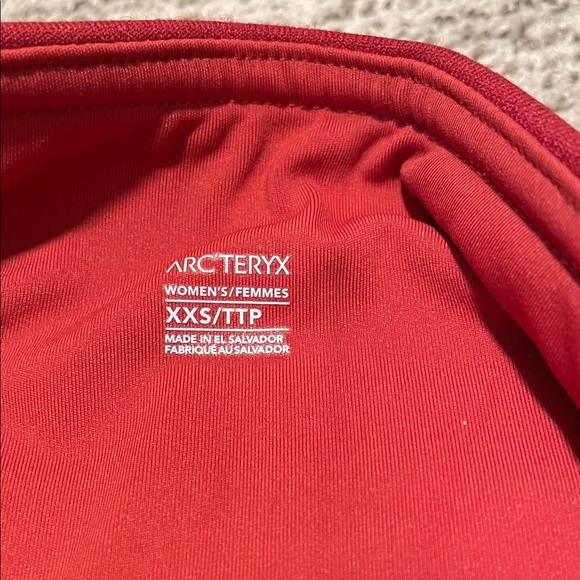 ARC'TERYX
WOMEN'S/FEMMES
XXS/TTP
MADE IN EL SALVADOR
FABRIQUÉ AU SALVADOR